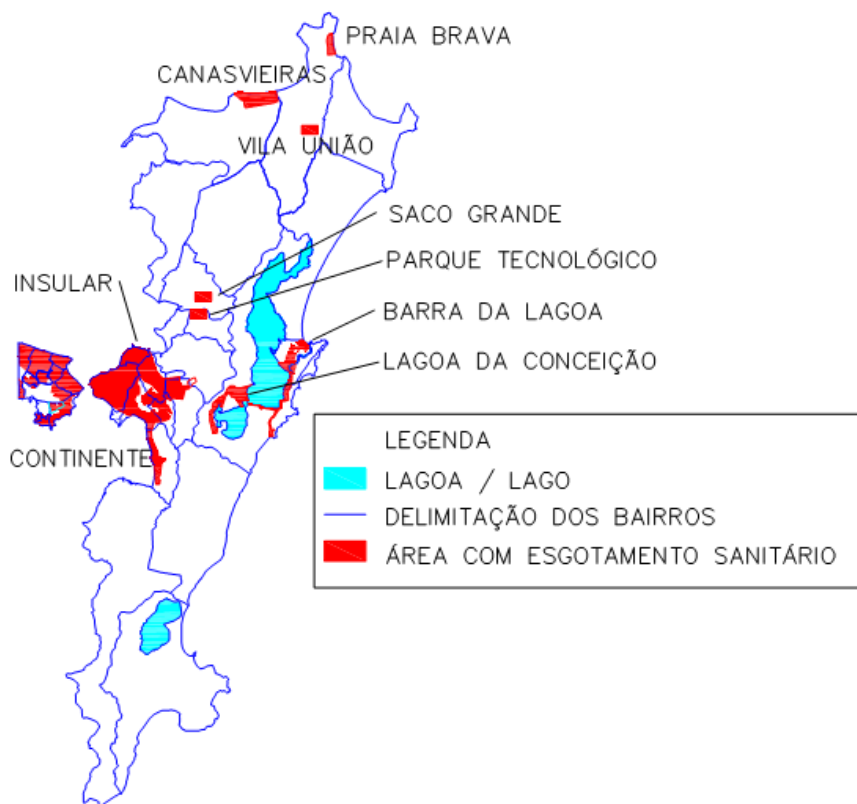 PRAIA BRAVA
CANASVIEIRAS
VILA UNIÃO
SACO GRANDE
PARQUE TECNOLÓGICO
INSULAR
BARRA DA LAGOA
LAGOA DA CONCEIÇÃO
CONTINENTE
LEGENDA
LAGOA / LAGO
DELIMITAÇÃO DOS BAIRROS
ÁREA COM ESGOTAMENTO SANITÁRIO